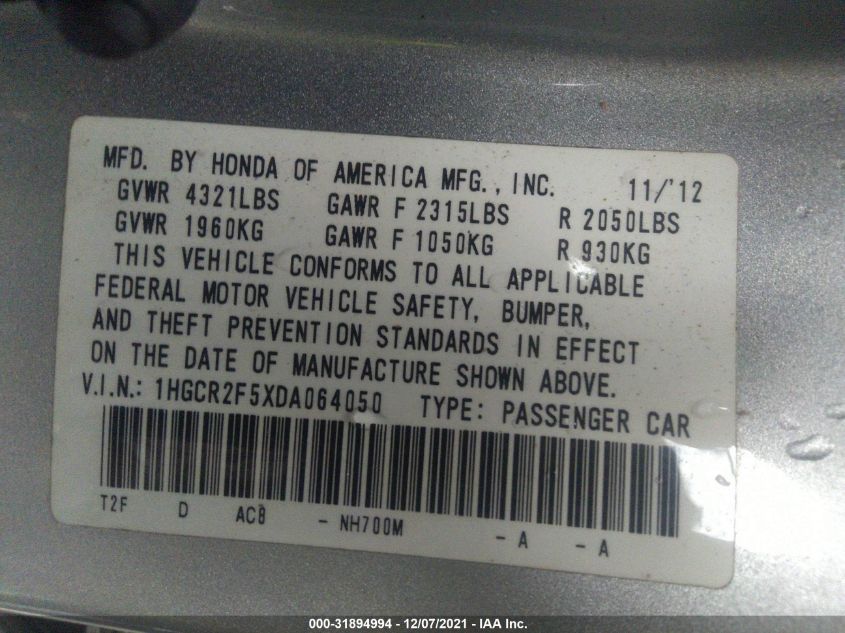 MFD. BY HONDA OF AMERICA MFG., INC. 11/'12
GVWR 4321LBS GAWR F 2315LBS R 2050LBS
GVWR 1960KG GAWR F 1050KG R 930KG
THIS VEHICLE CONFORMS TO ALL APPLICABLE
FEDERAL MOTOR VEHICLE SAFETY, BUMPER,
AND THEFT PREVENTION STANDARDS IN EFFECT
ON THE DATE OF MANUFACTURE SHOWN ABOVE.
V.I.N.: 1HGCR2F5XDA064050 TYPE: PASSENGER CAR
T2F D AC8 - NH700M - A - A
000-31894994 - 12/07/2021 - IAA Inc.